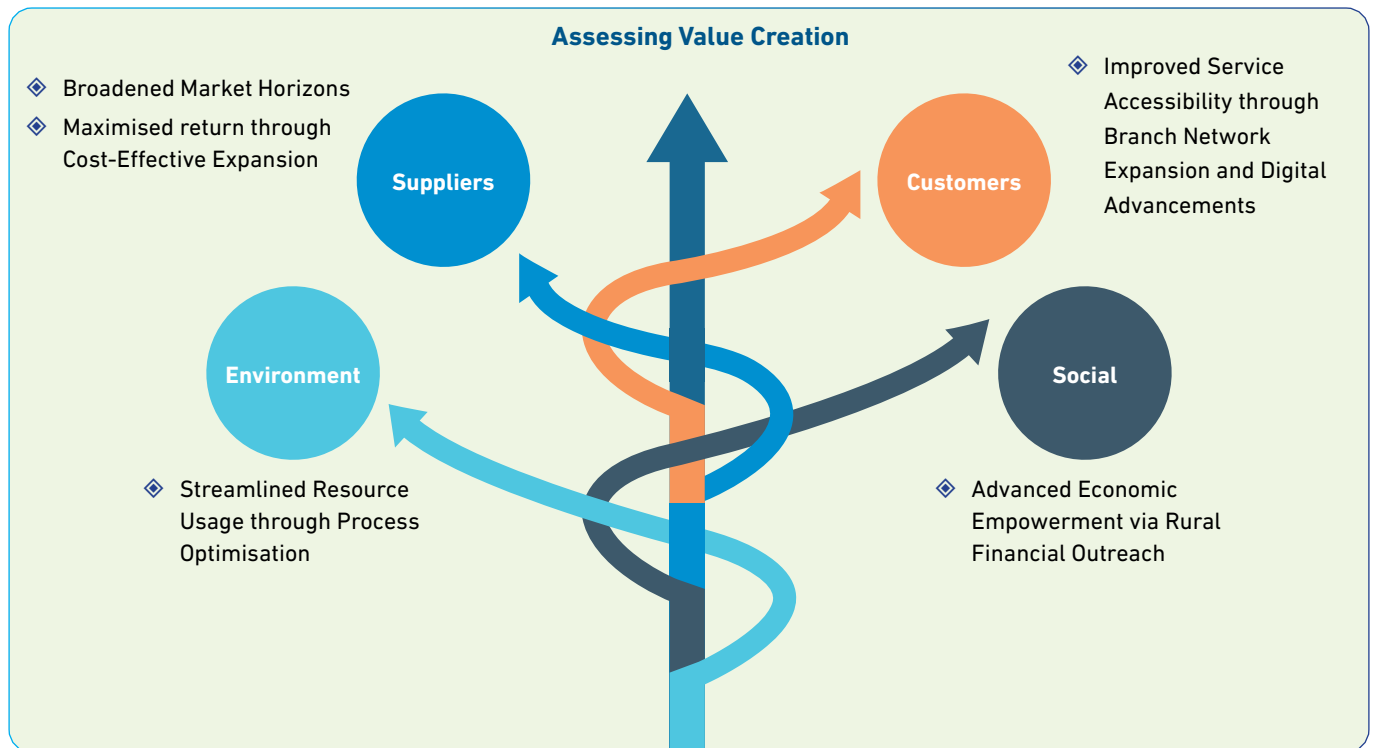 Assessing Value Creation
Broadened Market Horizons
Maximised return through
Cost-Effective Expansion
Suppliers
Customers
Improved Service
Accessibility through
Branch Network
Expansion and Digital
Advancements
Environment
Streamlined Resource
Usage through Process
Optimisation
Social
Advanced Economic
Empowerment via Rural
Financial Outreach